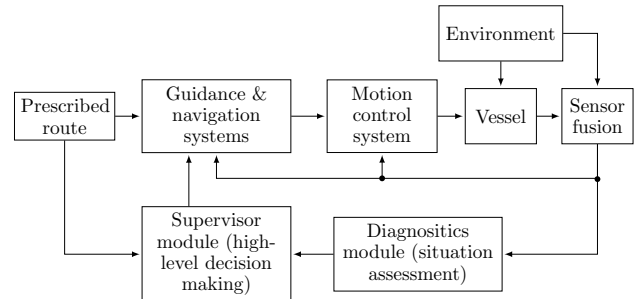 Environment
Prescribed
route
Guidance &
navigation
systems
Motion
control
system
Vessel
Sensor
fusion
Supervisor
module (high-
level decision
making)
Diagnositics
module (situation
assessment)